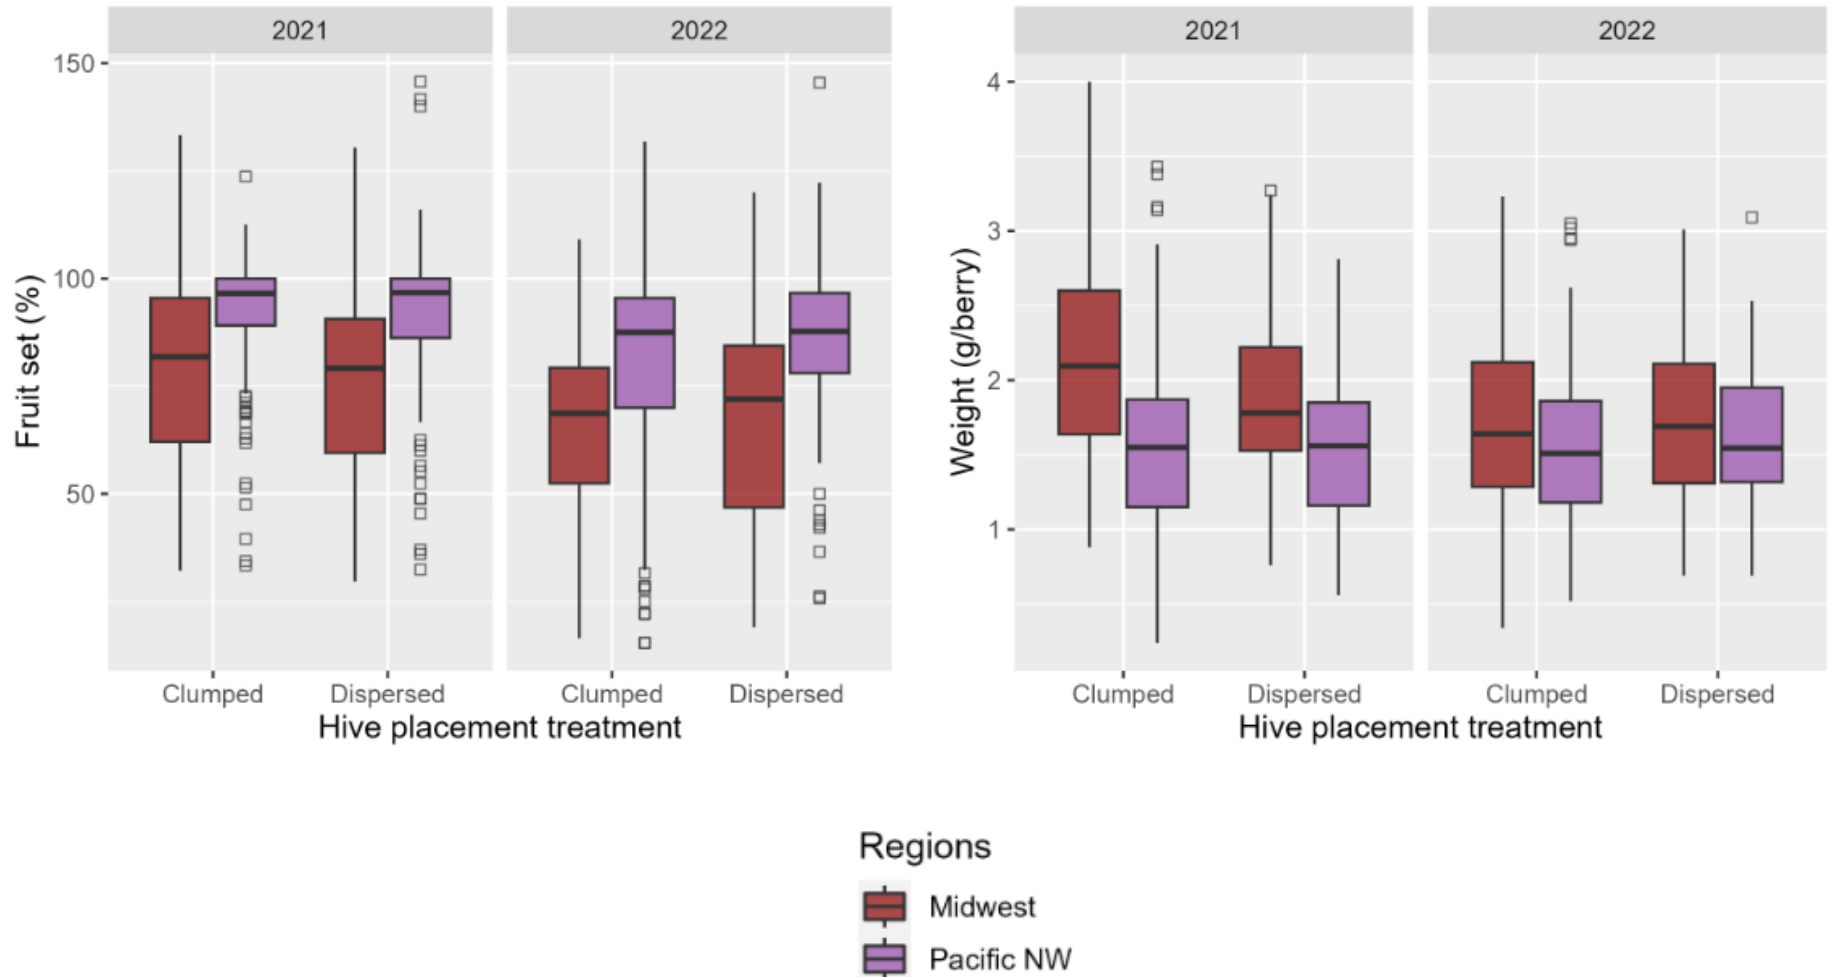 2021 2022
150
100
50
Fruit set (%)
Clumped Dispersed Clumped Dispersed
Hive placement treatment
2021 2022
4
3
2
1
Weight (g/berry)
Clumped Dispersed Clumped Dispersed
Hive placement treatment
Regions
Midwest
Pacific NW